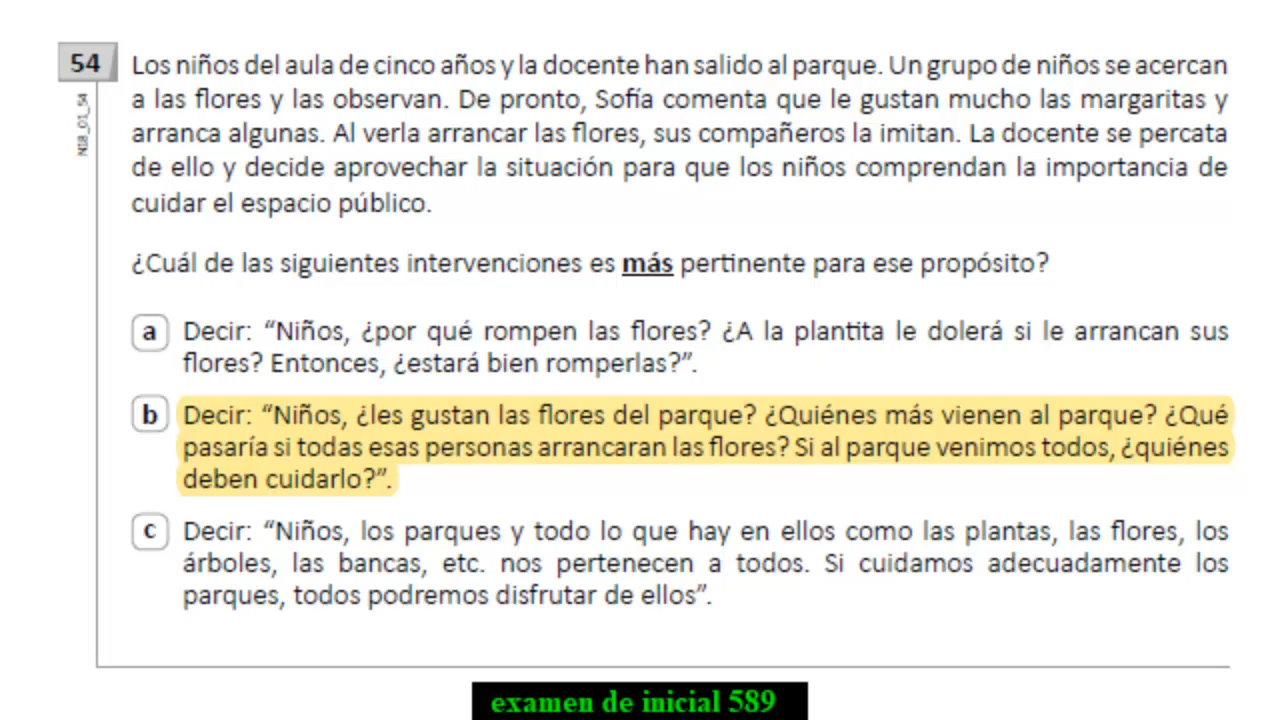 54
Los niños del aula de cinco años y la docente han salido al parque. Un grupo de niños se acercan
a las flores y las observan. De pronto, Sofía comenta que le gustan mucho las margaritas y
arranca algunas. Al verla arrancar las flores, sus compañeros la imitan. La docente se percata
de ello y decide aprovechar la situación para que los niños comprendan la importancia de
cuidar el espacio público.
N18_01_54
¿Cuál de las siguientes intervenciones es más pertinente para ese propósito?
a Decir: “Niños, ¿por qué rompen las flores? ¿A la plantita le dolerá si le arrancan sus
flores? Entonces, ¿estará bien romperlas?”.
b Decir: “Niños, ¿les gustan las flores del parque? ¿Quiénes más vienen al parque? ¿Qué
pasaría si todas esas personas arrancaran las flores? Si al parque venimos todos, ¿quiénes
deben cuidarlo?”.
c Decir: “Niños, los parques y todo lo que hay en ellos como las plantas, las flores, los
árboles, las bancas, etc. nos pertenecen a todos. Si cuidamos adecuadamente los
parques, todos podremos disfrutar de ellos”.
examen de inicial 589